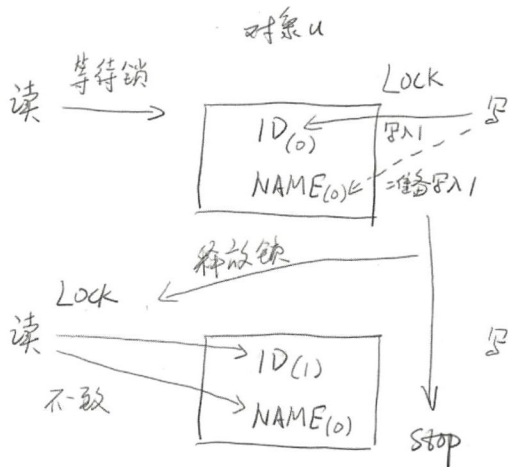 对象u
等待锁
LOCK
读
写
ID(0)
写入1
NAME(0)
准备写入1
释放锁
LOCK
读
写
ID(1)
不一致
NAME(0)
stop